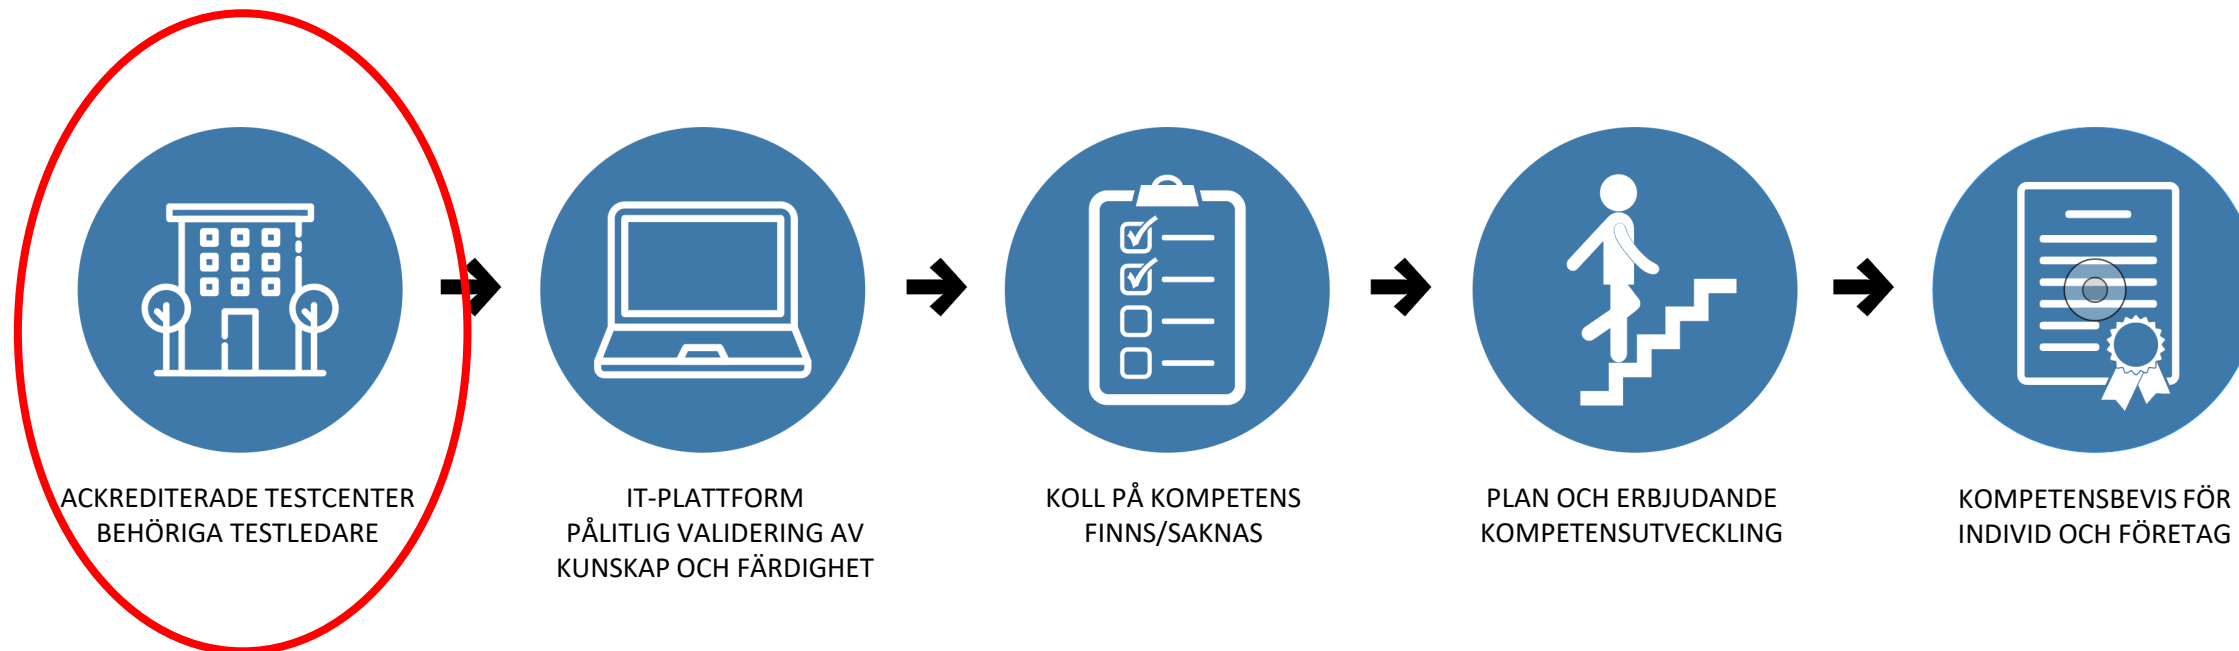 ACKREDITERADE TESTCENTER
BEHÖRIGA TESTLEDARE
IT-PLATTFORM
PÅLITLIG VALIDERING AV
KUNSKAP OCH FÄRDIGHET
KOLL PÅ KOMPETENS
FINNS/SAKNAS
PLAN OCH ERBJUDANDE
KOMPETENSUTVECKLING
KOMPETENSBEVIS FÖR
INDIVID OCH FÖRETAG